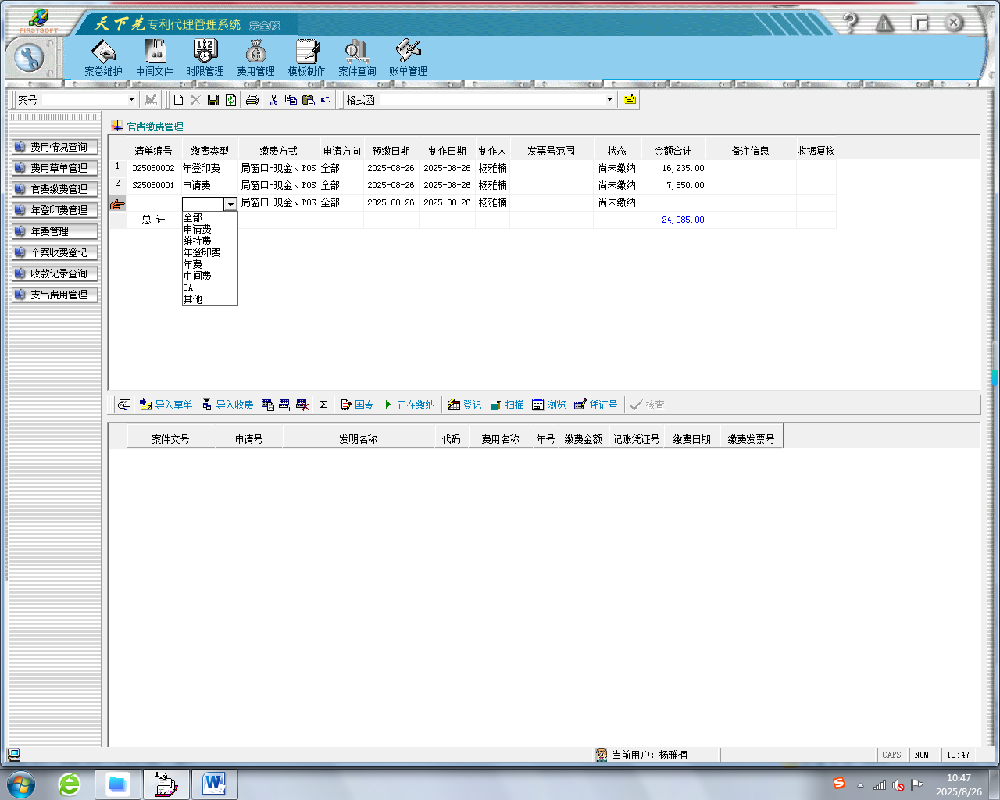 FIRSTSOFT
天下先 专利代理管理系统 完全版
案卷维护 中间文件 时限管理 费用管理 模板制作 案件查询 账单管理
案号 格式函
官费缴费管理
费用情况查询
费用草单管理
官费缴费管理
年登印费管理
年费管理
个案收费登记
收款记录查询
支出费用管理
清单编号 缴费类型 缴费方式 申请方向 预缴日期 制作日期 制作人 发票号范围 状态 金额合计 备注信息 收据复核
1 D25080002 年登印费 局窗口-现金、POS 全部 2025-08-26 2025-08-26 杨雅楠 尚未缴纳 16,235.00
2 S25080001 申请费 局窗口-现金、POS 全部 2025-08-26 2025-08-26 杨雅楠 尚未缴纳 7,850.00
局窗口-现金、POS 全部 2025-08-26 2025-08-26 杨雅楠 尚未缴纳
总 计 24,085.00
全部
申请费
维持费
年登印费
年费
中间费
OA
其他
导入草单 导入收费 Σ 国专 正在缴纳 登记 扫描 浏览 凭证号 核查
案件文号 申请号 发明名称 代码 费用名称 年号 缴费金额 记账凭证号 缴费日期 缴费发票号
当前用户：杨雅楠 CAPS NUM 10:47
10:47
2025/8/26